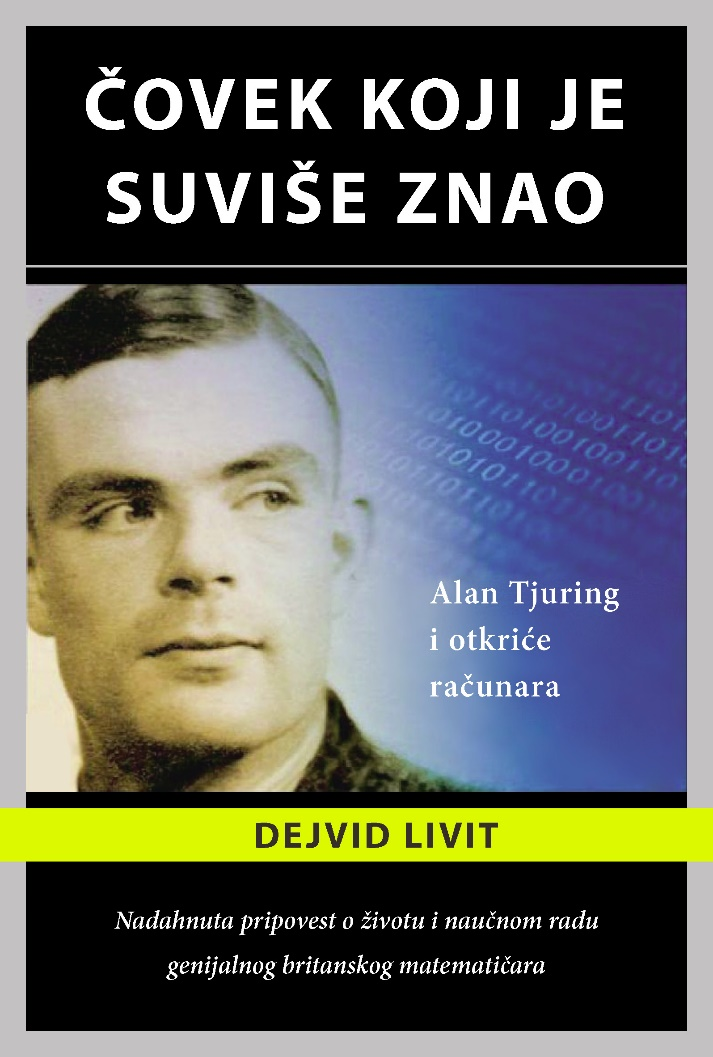 ČOVEK KOJI JE
SUVIŠE ZNAO
Alan Tjuring
i otkriće
računara
DEJVID LIVIT
Nadahnuta pripovest o životu i naučnom radu
genijalnog britanskog matematičara